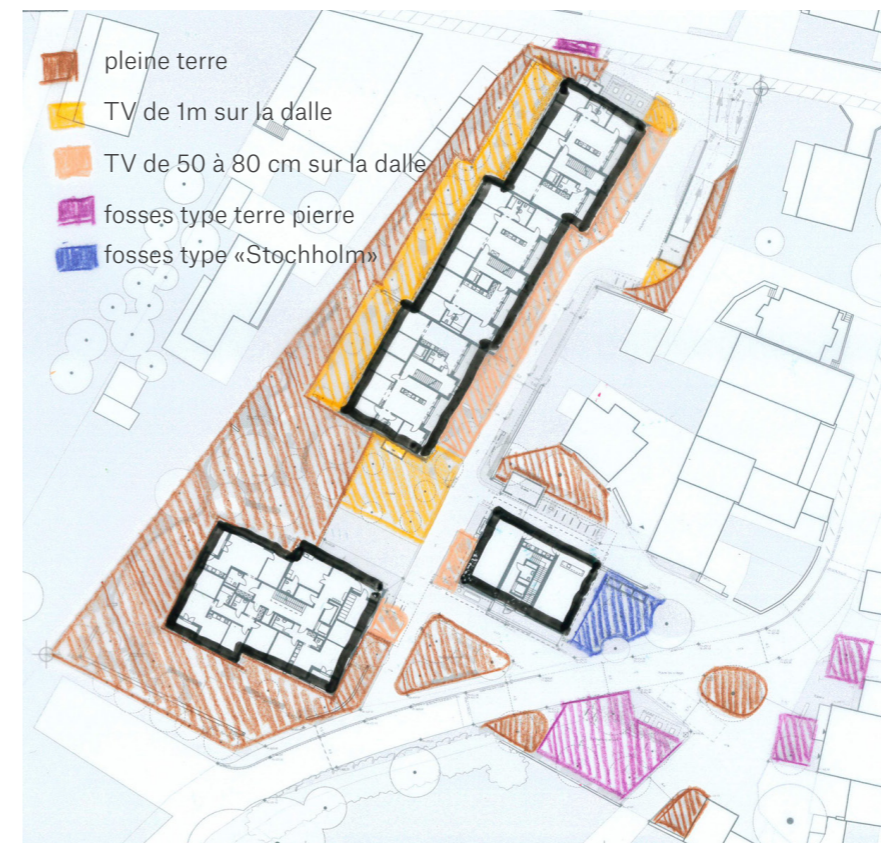 pleine terre
TV de 1m sur la dalle
TV de 50 à 80 cm sur la dalle
fosses type terre pierre
fosses type «Stochholm»